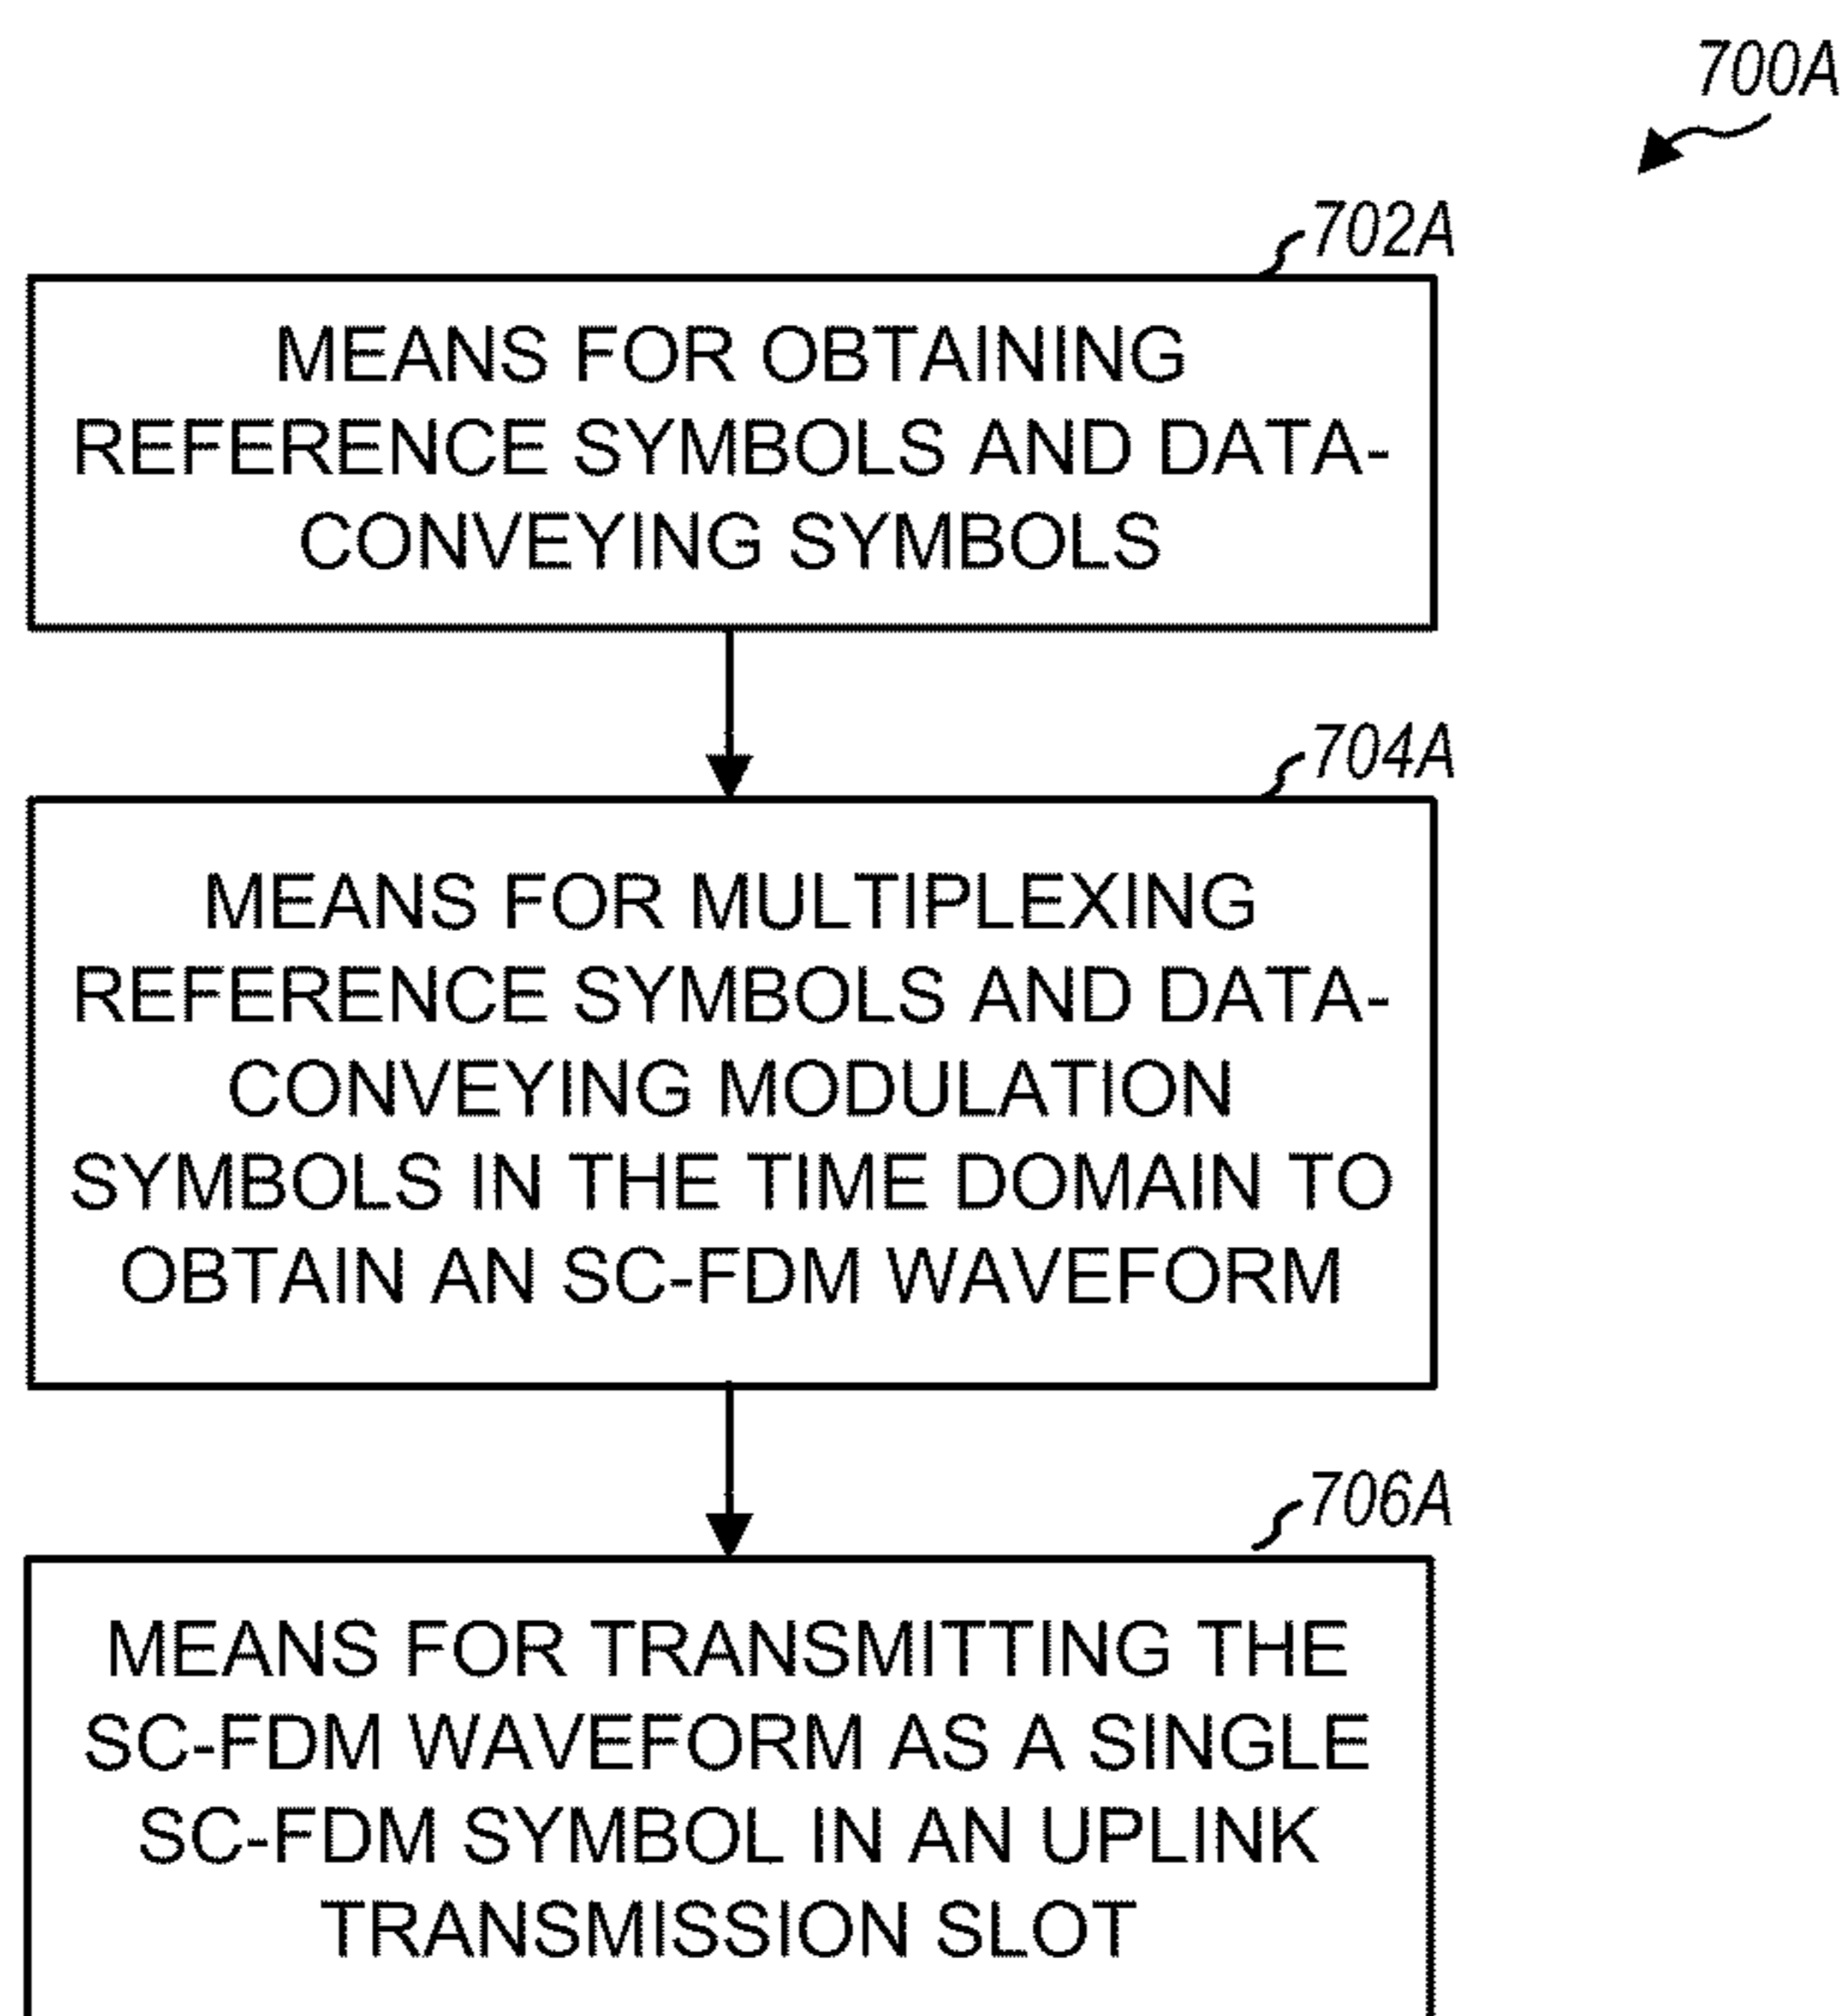 700A
702A
MEANS FOR OBTAINING
REFERENCE SYMBOLS AND DATA-
CONVEYING SYMBOLS
704A
MEANS FOR MULTIPLEXING
REFERENCE SYMBOLS AND DATA-
CONVEYING MODULATION
SYMBOLS IN THE TIME DOMAIN TO
OBTAIN AN SC-FDM WAVEFORM
706A
MEANS FOR TRANSMITTING THE
SC-FDM WAVEFORM AS A SINGLE
SC-FDM SYMBOL IN AN UPLINK
TRANSMISSION SLOT